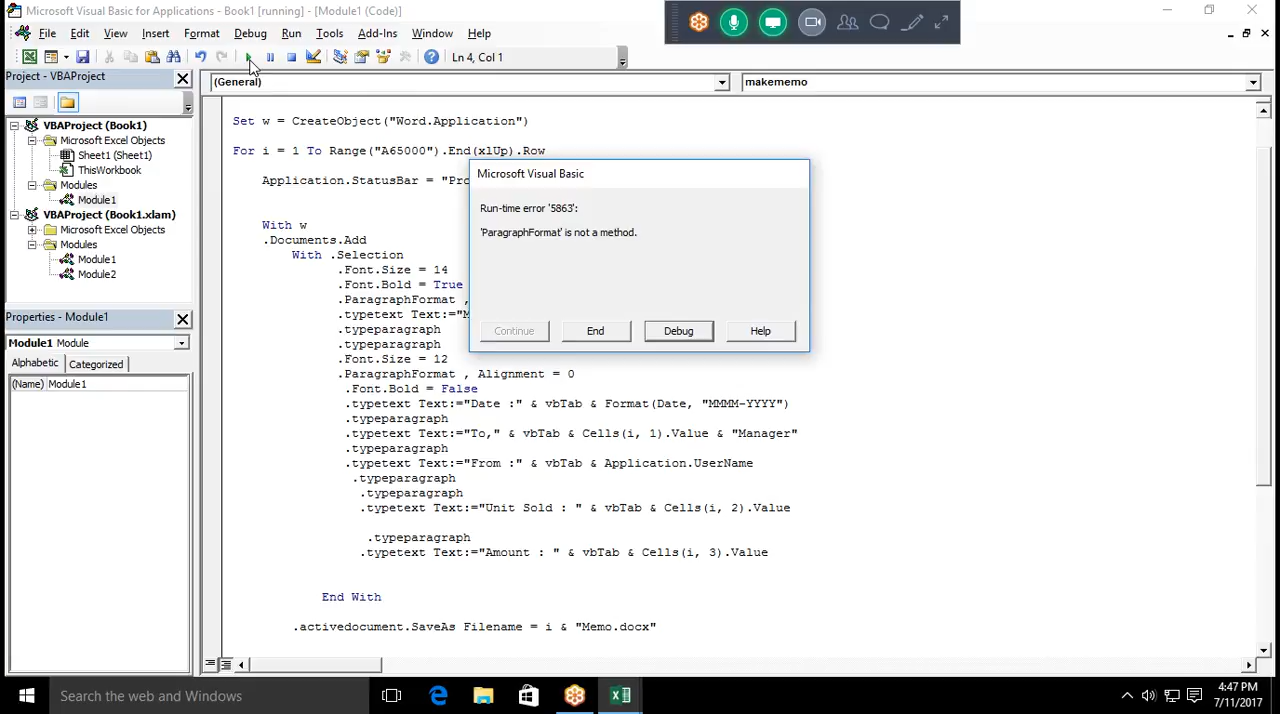 Microsoft Visual Basic for Applications - Book1 [running] - [Module1 (Code)]
File Edit View Insert Format Debug Run Tools Add-Ins Window Help
Ln 4, Col 1
Project - VBAProject
(General) makememo
VBAProject (Book1)
Microsoft Excel Objects
Sheet1 (Sheet1)
ThisWorkbook
Modules
Module1
VBAProject (Book1.xlam)
Microsoft Excel Objects
Modules
Module1
Module2
Properties - Module1
Module1 Module
Alphabetic Categorized
(Name) Module1
Set w = CreateObject("Word.Application")
For i = 1 To Range("A65000").End(xlUp).Row
Application.StatusBar = "Pro
With w
.Documents.Add
With .Selection
.Font.Size = 14
.Font.Bold = True
.ParagraphFormat ,
.typetext Text:="M
.typeparagraph
.typeparagraph
.Font.Size = 12
.ParagraphFormat , Alignment = 0
.Font.Bold = False
.typetext Text:="Date :" & vbTab & Format(Date, "MMMM-YYYY")
.typeparagraph
.typetext Text:="To," & vbTab & Cells(i, 1).Value & "Manager"
.typeparagraph
.typetext Text:="From :" & vbTab & Application.UserName
.typeparagraph
.typeparagraph
.typetext Text:="Unit Sold : " & vbTab & Cells(i, 2).Value
.typeparagraph
.typetext Text:="Amount : " & vbTab & Cells(i, 3).Value
End With
.activedocument.SaveAs Filename = i & "Memo.docx"
Microsoft Visual Basic
Run-time error '5863':
'ParagraphFormat' is not a method.
Continue End Debug Help
Search the web and Windows
4:47 PM
7/11/2017